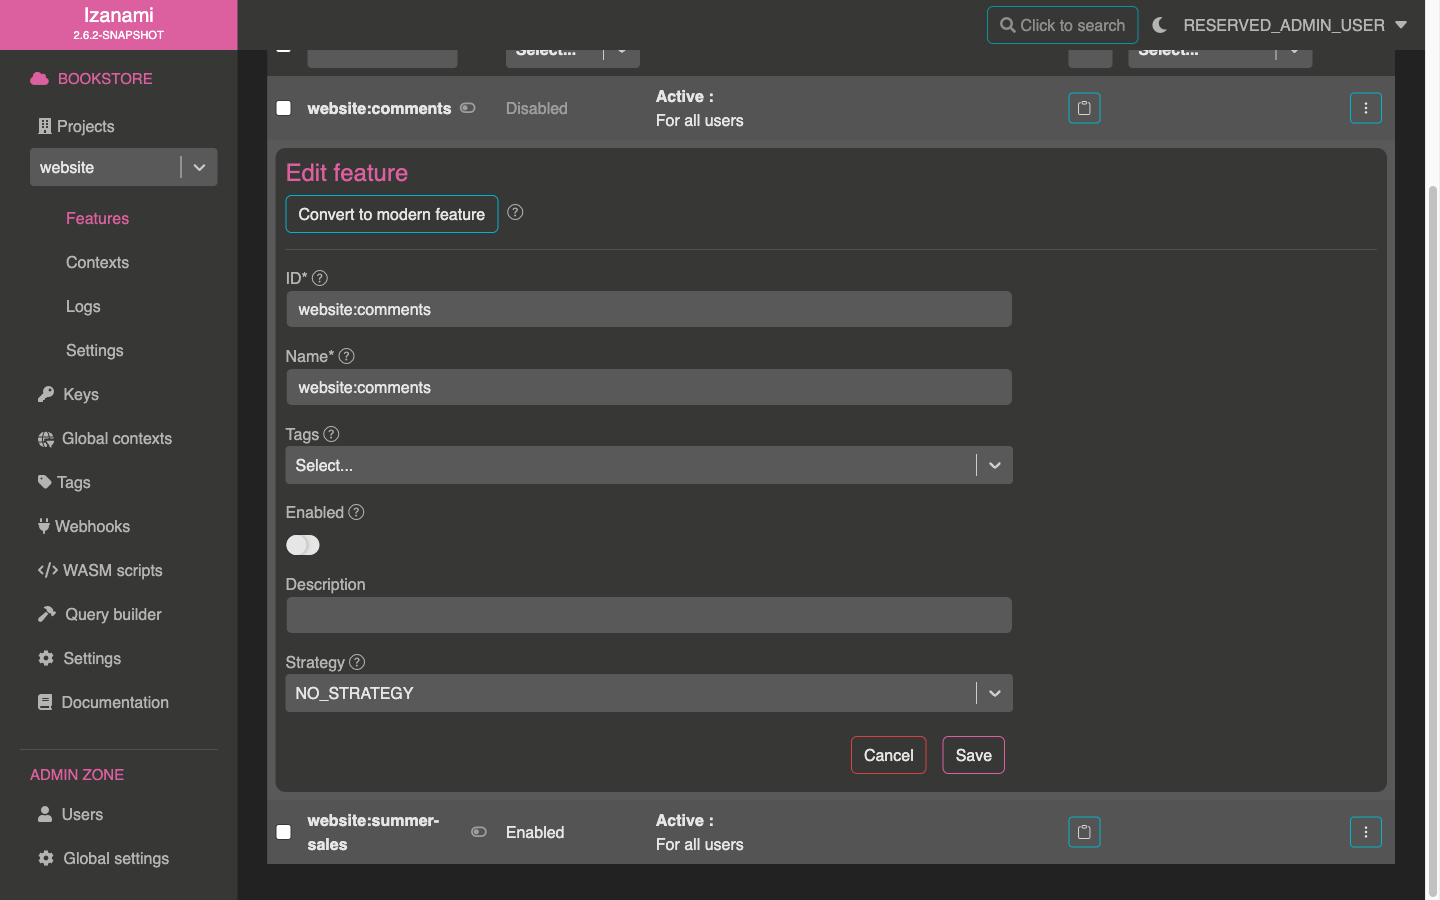 Izanami
2.6.2-SNAPSHOT
Click to search
RESERVED_ADMIN_USER
BOOKSTORE
Projects
website
Features
Contexts
Logs
Settings
Keys
Global contexts
Tags
Webhooks
WASM scripts
Query builder
Settings
Documentation
ADMIN ZONE
Users
Global settings
Select...
Select...
website:comments
Disabled
Active :
For all users
Edit feature
Convert to modern feature
ID*
website:comments
Name*
website:comments
Tags
Select...
Enabled
Description
Strategy
NO_STRATEGY
Cancel
Save
website:summer-
sales
Enabled
Active :
For all users